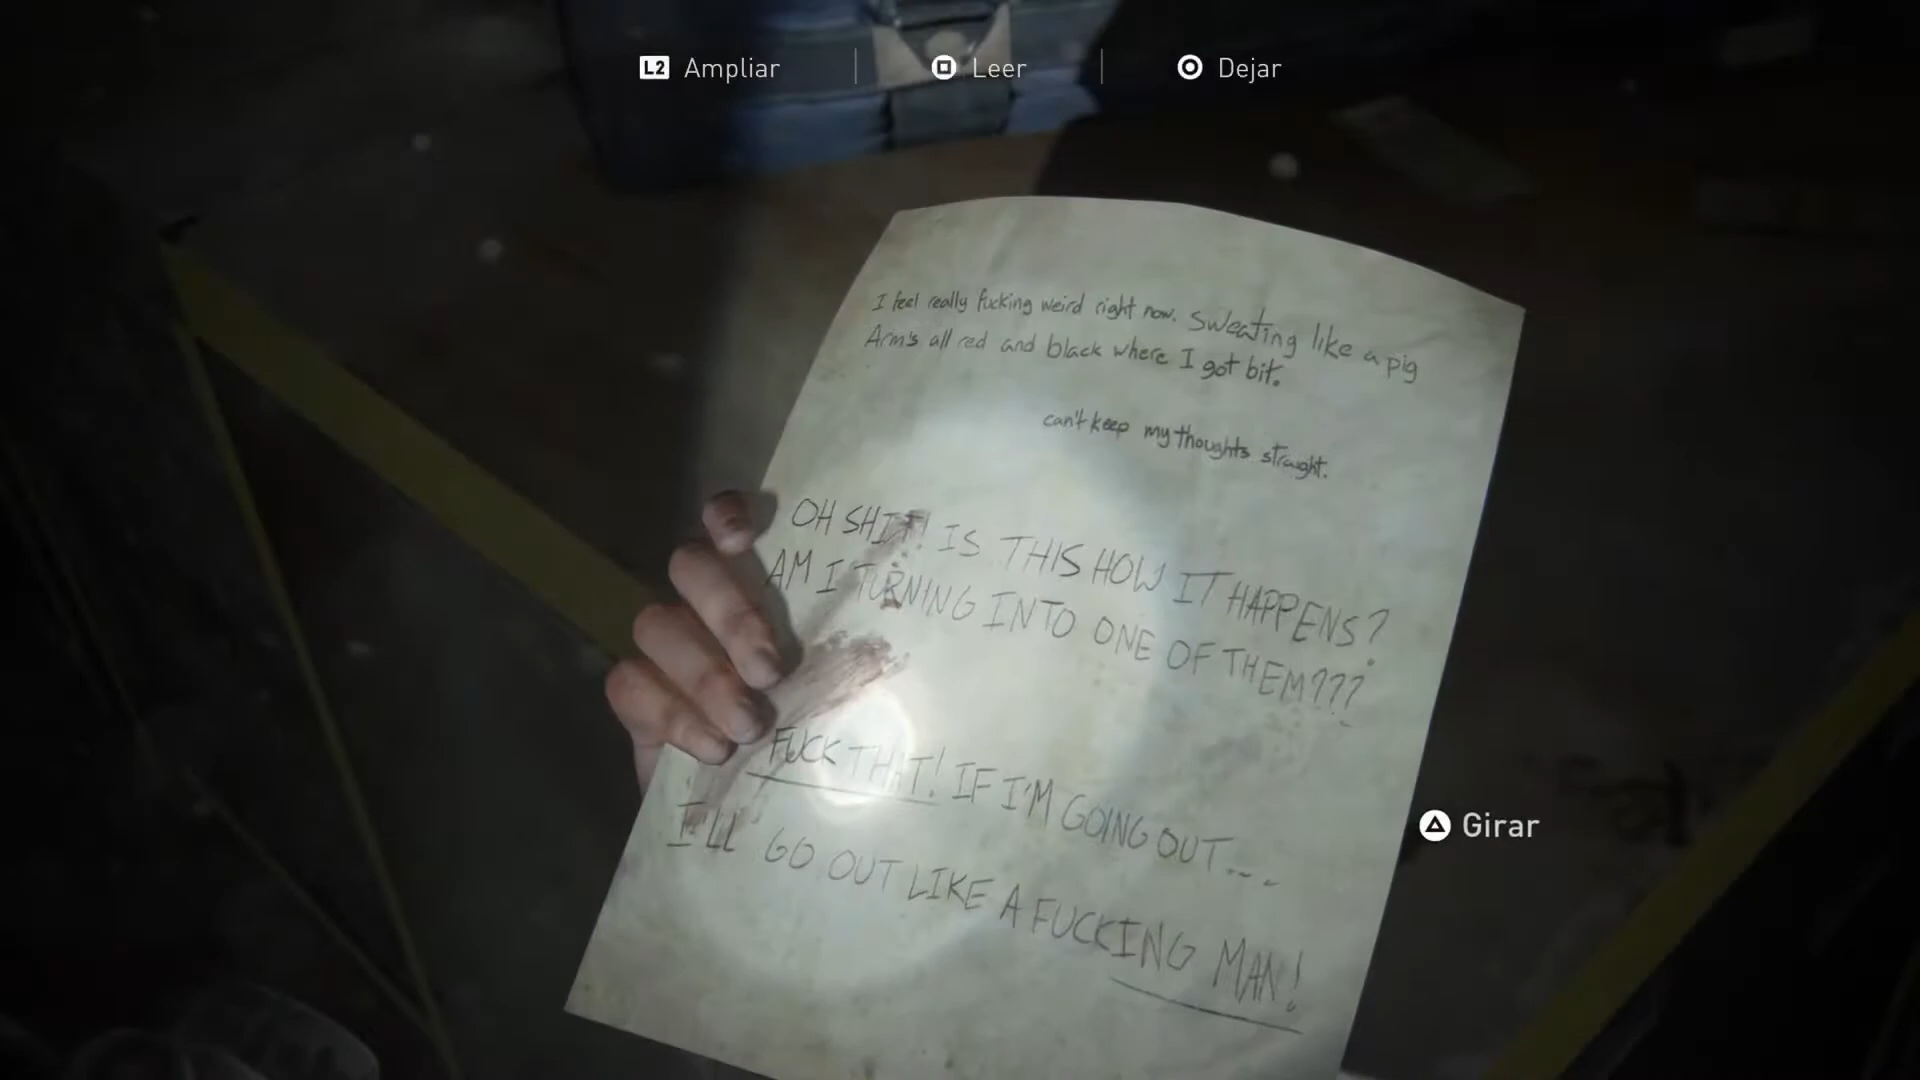 L2 Ampliar
Leer
Dejar
I feel really fucking weird right now. Sweating like a pig
Arm's all red and black where I got bit.
can't keep my thoughts straight.
OH SHIT! IS THIS HOW IT HAPPENS?
AM I TURNING INTO ONE OF THEM???
FUCK THAT! IF I'M GOING OUT...
I'LL GO OUT LIKE A FUCKING MAN!
Girar